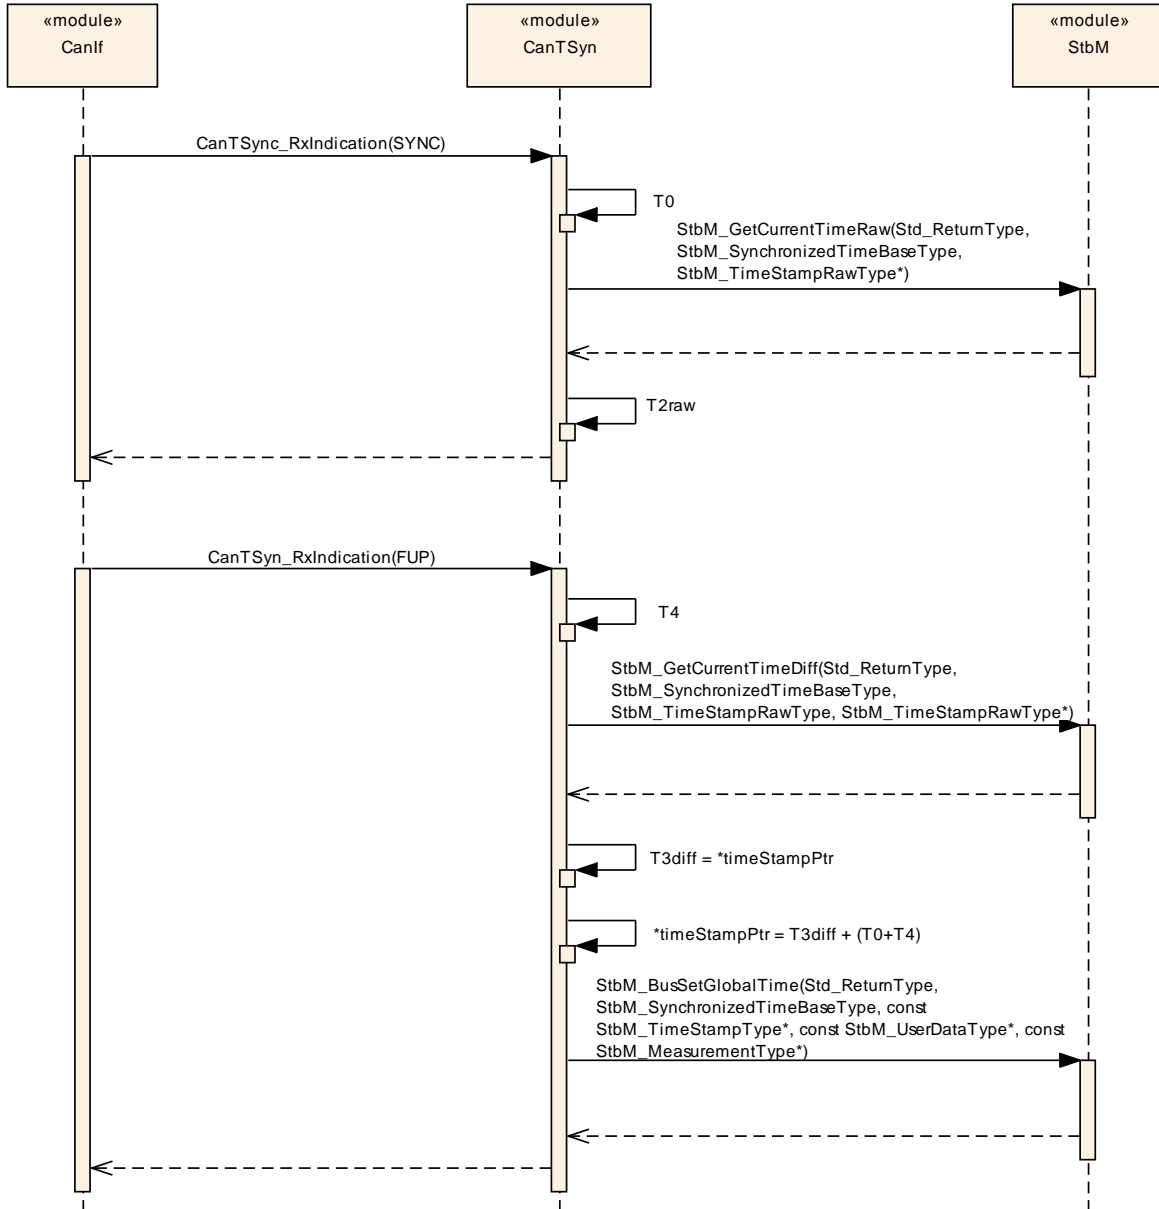 «module»
CanIf
«module»
CanTSyn
«module»
StbM
CanTSync_RxIndication(SYNC)
T0
StbM_GetCurrentTimeRaw(Std_ReturnType,
StbM_SynchronizedTimeBaseType,
StbM_TimeStampRawType*)
T2raw
CanTSyn_RxIndication(FUP)
T4
StbM_GetCurrentTimeDiff(Std_ReturnType,
StbM_SynchronizedTimeBaseType,
StbM_TimeStampRawType, StbM_TimeStampRawType*)
T3diff = *timeStampPtr
*timeStampPtr = T3diff + (T0+T4)
StbM_BusSetGlobalTime(Std_ReturnType,
StbM_SynchronizedTimeBaseType, const
StbM_TimeStampType*, const StbM_UserDataType*, const
StbM_MeasurementType*)